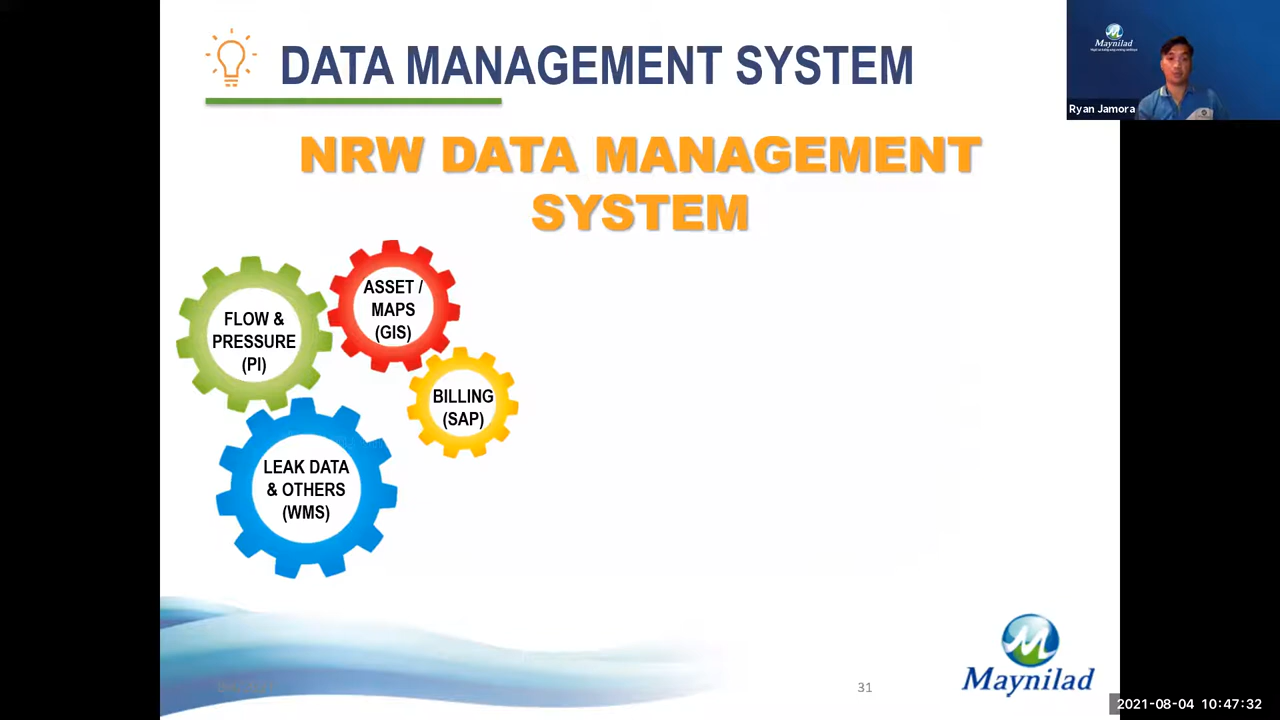 DATA MANAGEMENT SYSTEM
NRW DATA MANAGEMENT
SYSTEM
FLOW &
PRESSURE
(PI)
ASSET /
MAPS
(GIS)
BILLING
(SAP)
LEAK DATA
& OTHERS
(WMS)
31
Maynilad
Maynilad
Ryan Jamora
2021-08-04 10:47:32